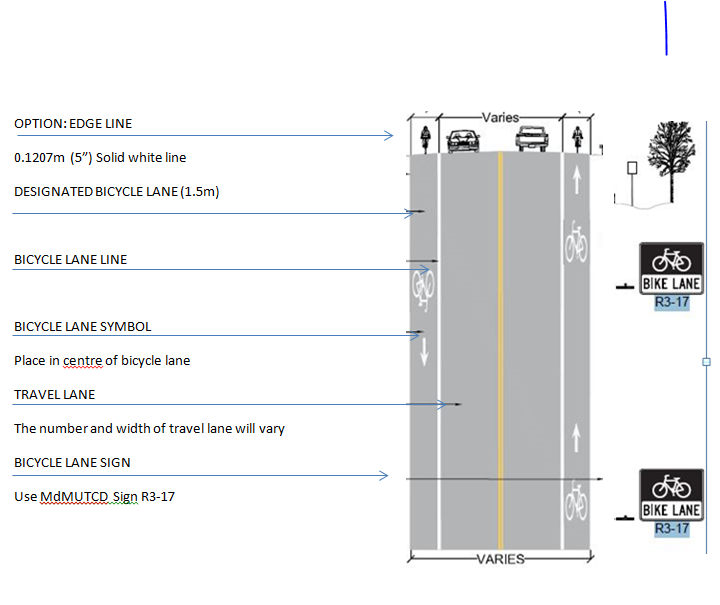 Varies
OPTION: EDGE LINE
0.1207m (5”) Solid white line
DESIGNATED BICYCLE LANE (1.5m)
BICYCLE LANE LINE
BICYCLE LANE SYMBOL
Place in centre of bicycle lane
TRAVEL LANE
The number and width of travel lane will vary
BICYCLE LANE SIGN
Use MdMUTCD Sign R3-17
BIKE LANE
R3-17
BIKE LANE
R3-17
VARIES